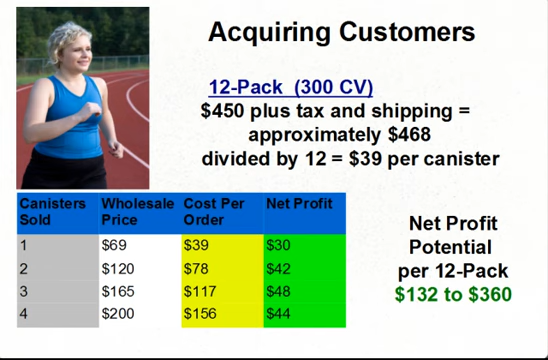 Acquiring Customers
12-Pack (300 CV)
$450 plus tax and shipping =
approximately $468
divided by 12 = $39 per canister
Canisters Sold Wholesale Price Cost Per Order Net Profit
1 $69 $39 $30
2 $120 $78 $42
3 $165 $117 $48
4 $200 $156 $44
Net Profit
Potential
per 12-Pack
$132 to $360